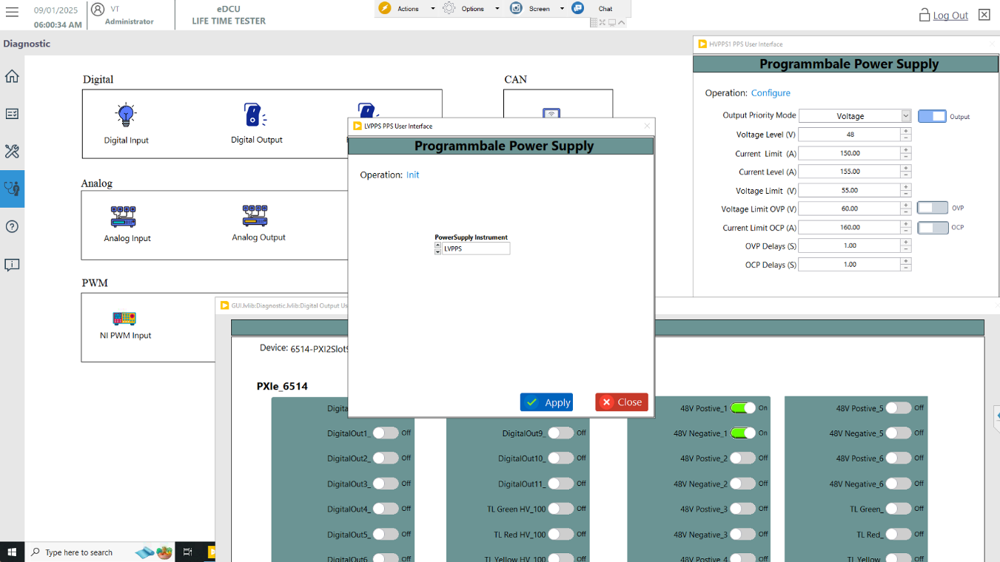 09/01/2025
06:00:34 AM
VT
Administrator
eDCU
LIFE TIME TESTER
Actions
Options
Screen
Chat
Log Out
Diagnostic
Digital
Digital Input
Digital Output
CAN
Analog
Analog Input
Analog Output
PWM
NI PWM Input
HVPPS1 PPS User Interface
Programmbale Power Supply
Operation: Configure
Output Priority Mode Voltage Output
Voltage Level (V) 48
Current Limit (A) 150.00
Current Level (A) 155.00
Voltage Limit (V) 55.00
Voltage Limit OVP (V) 60.00 OVP
Current Limit OCP (A) 160.00 OCP
OVP Delays (S) 1.00
OCP Delays (S) 1.00
LVPPS PPS User Interface
Programmbale Power Supply
Operation: Init
PowerSupply Instrument
LVPPS
Apply
Close
GUI.lvlib:Diagnostic.lvlib:Digital Output Us
Device: 6514-PXI2Slot9
PXIe_6514
Digita
DigitalOut1_ Off
DigitalOut2_ Off
DigitalOut3_ Off
DigitalOut4_ Off
DigitalOut5_ Off
DigitalOut6_ Off
DigitalOut9_ Off
DigitalOut10_ Off
DigitalOut11_ Off
TL Green HV_100 Off
TL Red HV_100 Off
TL Yellow HV_100 Off
48V Postive_1 On
48V Negative_1 On
48V Postive_2 Off
48V Negative_2 Off
48V Postive_3 Off
48V Negative_3 Off
48V Postive_4 Off
48V Postive_5 Off
48V Negative_5 Off
48V Postive_6 Off
48V Negative_6 Off
TL Green_ Off
TL Red_ Off
TL Yellow_ Off
Type here to search